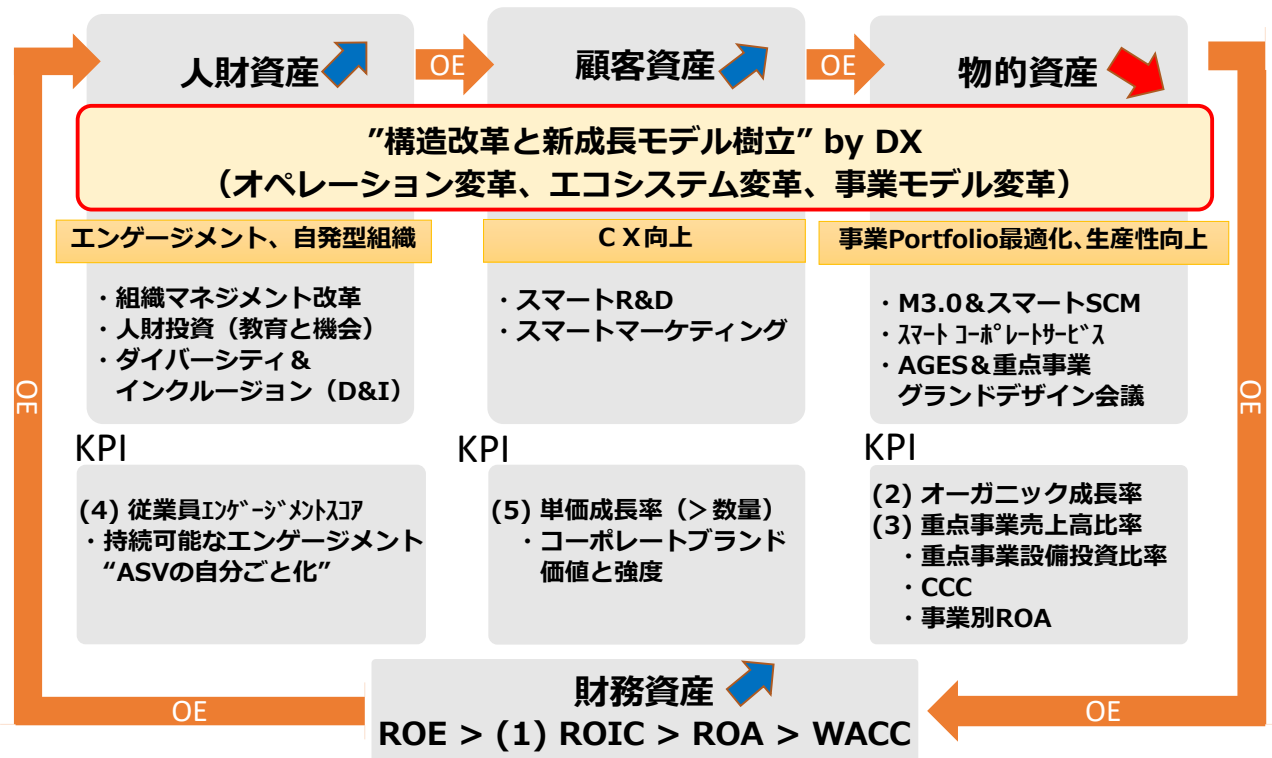 人財資産
OE
顧客資産
OE
物的資産
”構造改革と新成長モデル樹立” by DX
（オペレーション変革、エコシステム変革、事業モデル変革）
エンゲージメント、自発型組織
・組織マネジメント改革
・人財投資（教育と機会）
・ダイバーシティ＆
インクルージョン（D&I）
ＣＸ向上
・スマートR&D
・スマートマーケティング
事業Portfolio最適化、生産性向上
・M3.0＆スマートSCM
・ｽﾏｰﾄ ｺｰﾎﾟﾚｰﾄｻｰﾋﾞｽ
・AGES＆重点事業
グランドデザイン会議
OE
OE
KPI
(4) 従業員ｴﾝｹﾞｰｼﾞﾒﾝﾄｽｺｱ
・持続可能なエンゲージメント
“ASVの自分ごと化”
KPI
(5) 単価成長率（＞数量）
・コーポレートブランド
価値と強度
KPI
(2) オーガニック成長率
(3) 重点事業売上高比率
・重点事業設備投資比率
・CCC
・事業別ROA
OE
財務資産
ROE > (1) ROIC > ROA > WACC
OE